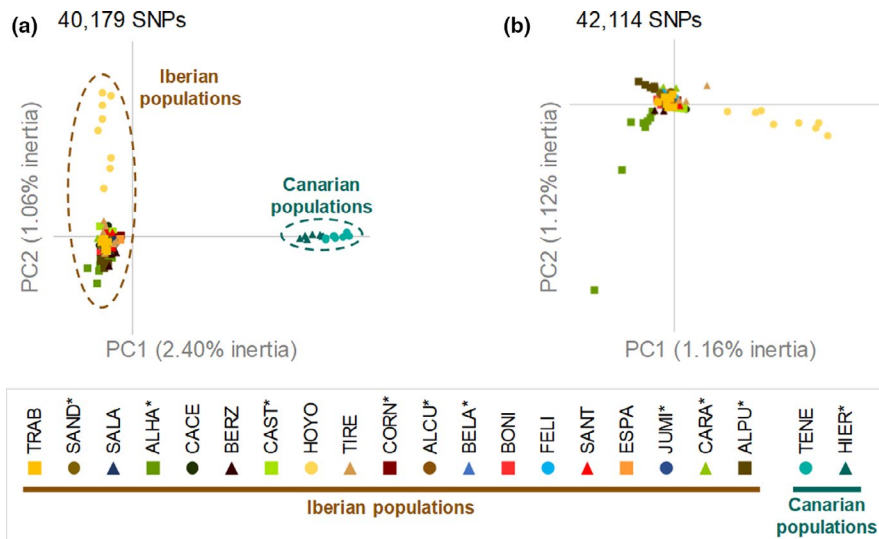 (a) 40,179 SNPs
Iberian
populations
Canarian
populations
PC2 (1.06% inertia)
PC1 (2.40% inertia)
(b) 42,114 SNPs
PC2 (1.12% inertia)
PC1 (1.16% inertia)
TRAB
SAND*
SALA
ALHA*
CACE
BERZ
CAST*
HOYO
TIRE
CORN*
ALCU*
BELA*
BONI
FELI
SANT
ESPA
JUMI*
CARA*
ALPU*
TENE
HIER*
Iberian populations
Canarian
populations